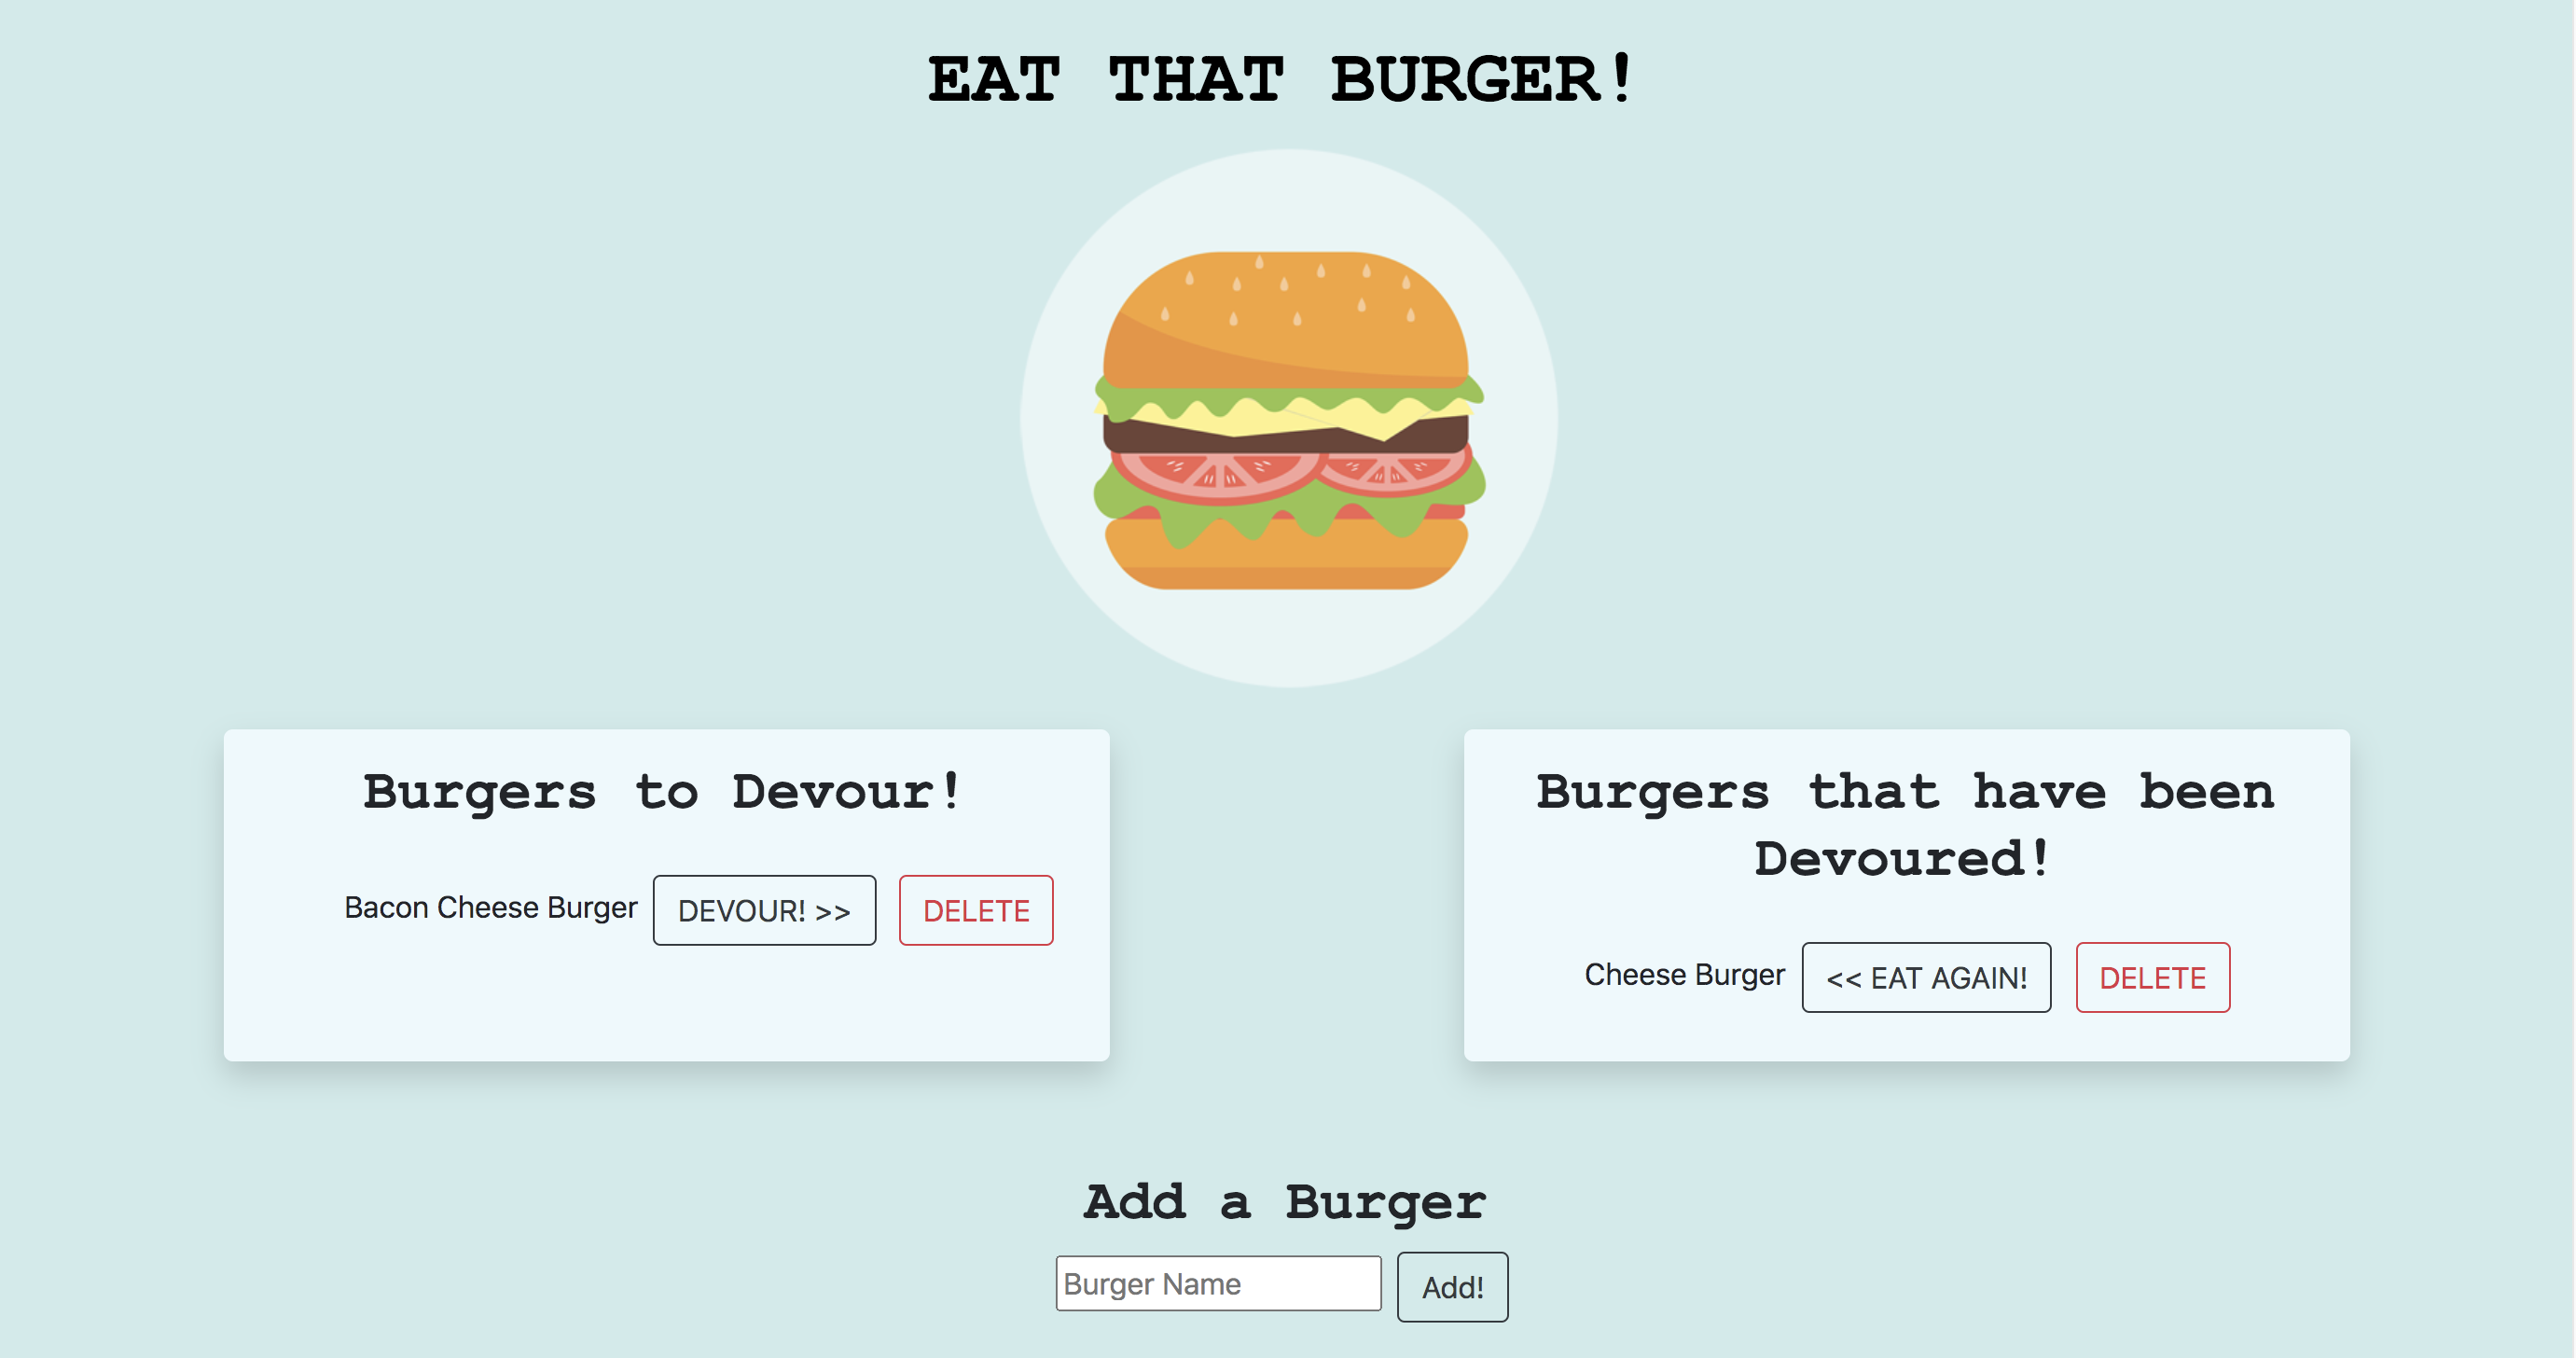 EAT THAT BURGER!
Burgers to Devour!
Bacon Cheese Burger DEVOUR! >> DELETE
Burgers that have been
Devoured!
Cheese Burger << EAT AGAIN! DELETE
Add a Burger
Burger Name Add!